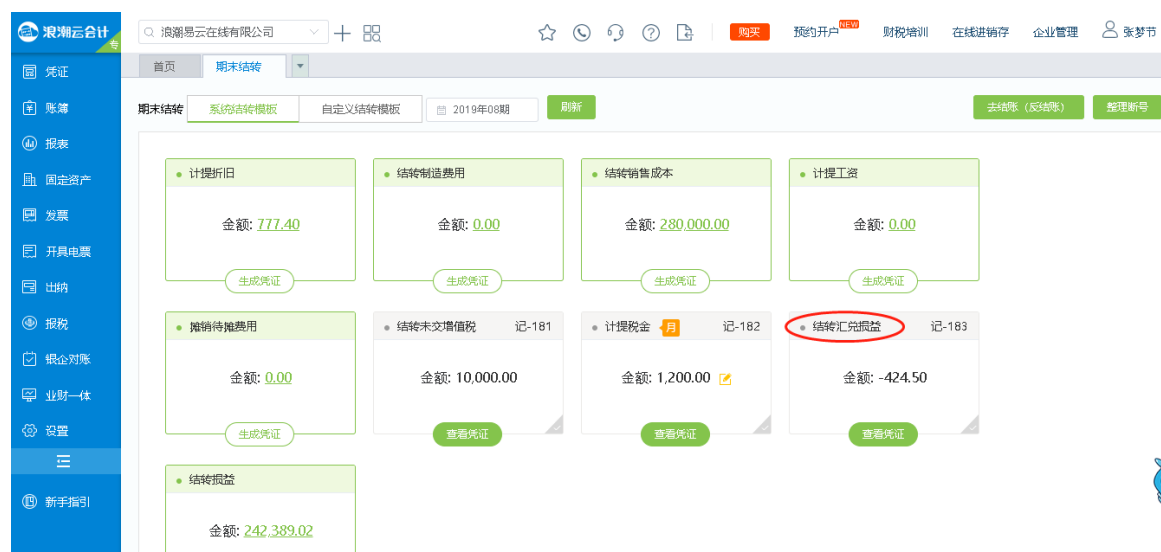 浪潮云会计
专
浪潮易云在线有限公司
购买
预约开户
NEW
财税培训
在线进销存
企业管理
张梦节
凭证
账簿
报表
固定资产
发票
开具电票
出纳
报税
银企对账
业财一体
设置
新手指引
首页
期末结转
期末结转
系统结转模板
自定义结转模板
2019年08期
刷新
去结账(反结账)
整理断号
计提折旧
金额: 777.40
生成凭证
结转制造费用
金额: 0.00
生成凭证
结转销售成本
金额: 280,000.00
生成凭证
计提工资
金额: 0.00
生成凭证
摊销待摊费用
金额: 0.00
生成凭证
结转未交增值税 记-181
金额: 10,000.00
查看凭证
计提税金 月 记-182
金额: 1,200.00
查看凭证
结转汇兑损益 记-183
金额: -424.50
查看凭证
结转损益
金额: 242,389.02